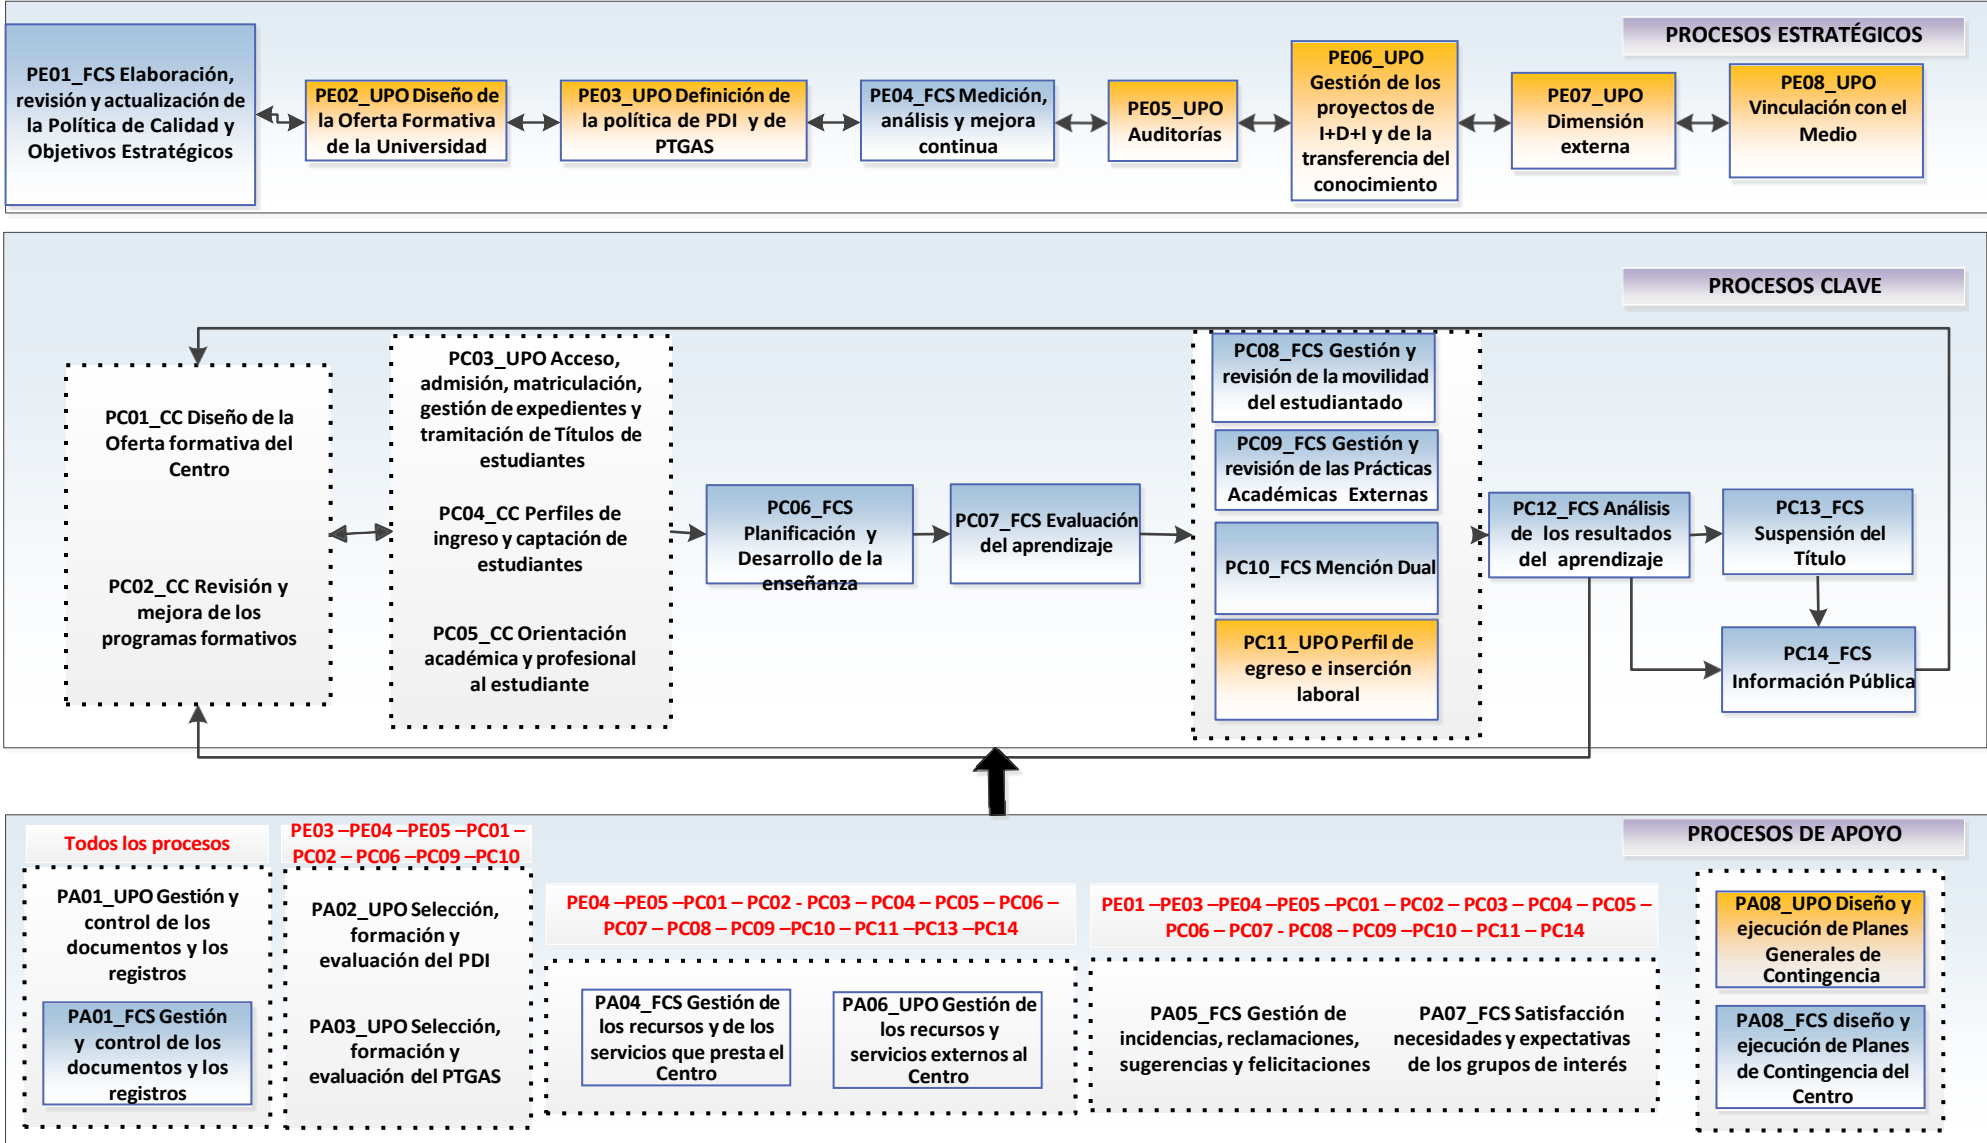 PROCESOS ESTRATÉGICOS
PE01_FCS Elaboración,
revisión y actualización de
la Política de Calidad y
Objetivos Estratégicos
PE02_UPO Diseño de
la Oferta Formativa
de la Universidad
PE03_UPO Definición de
la política de PDI y de
PTGAS
PE04_FCS Medición,
análisis y mejora
continua
PE05_UPO
Auditorías
PE06_UPO
Gestión de los
proyectos de
I+D+I y de la
transferencia del
conocimiento
PE07_UPO
Dimensión
externa
PE08_UPO
Vinculación con el
Medio
PROCESOS CLAVE
PC01_CC Diseño de la
Oferta formativa del
Centro
PC02_CC Revisión y
mejora de los
programas formativos
PC03_UPO Acceso,
admisión, matriculación,
gestión de expedientes y
tramitación de Títulos de
estudiantes
PC04_CC Perfiles de
ingreso y captación de
estudiantes
PC05_CC Orientación
académica y profesional
al estudiante
PC06_FCS
Planificación y
Desarrollo de la
enseñanza
PC07_FCS Evaluación
del aprendizaje
PC08_FCS Gestión y
revisión de la movilidad
del estudiantado
PC09_FCS Gestión y
revisión de las Prácticas
Académicas Externas
PC10_FCS Mención Dual
PC11_UPO Perfil de
egreso e inserción
laboral
PC12_FCS Análisis
de los resultados
del aprendizaje
PC13_FCS
Suspensión del
Título
PC14_FCS
Información Pública
PROCESOS DE APOYO
Todos los procesos
PA01_UPO Gestión y
control de los
documentos y los
registros
PA01_FCS Gestión
y control de los
documentos y los
registros
PE03 –PE04 –PE05 –PC01 –
PC02 – PC06 –PC09 –PC10
PA02_UPO Selección,
formación y
evaluación del PDI
PA03_UPO Selección,
formación y
evaluación del PTGAS
PE04 –PE05 –PC01 – PC02 - PC03 – PC04 – PC05 – PC06 –
PC07 – PC08 – PC09 –PC10 – PC11 –PC13 –PC14
PA04_FCS Gestión de
los recursos y de los
servicios que presta el
Centro
PA06_UPO Gestión de
los recursos y
servicios externos al
Centro
PE01 –PE03 –PE04 –PE05 –PC01 – PC02 – PC03 – PC04 – PC05 –
PC06 – PC07 - PC08 – PC09 –PC10 – PC11 – PC14
PA05_FCS Gestión de
incidencias, reclamaciones,
sugerencias y felicitaciones
PA07_FCS Satisfacción
necesidades y expectativas
de los grupos de interés
PA08_UPO Diseño y
ejecución de Planes
Generales de
Contingencia
PA08_FCS diseño y
ejecución de Planes
de Contingencia del
Centro